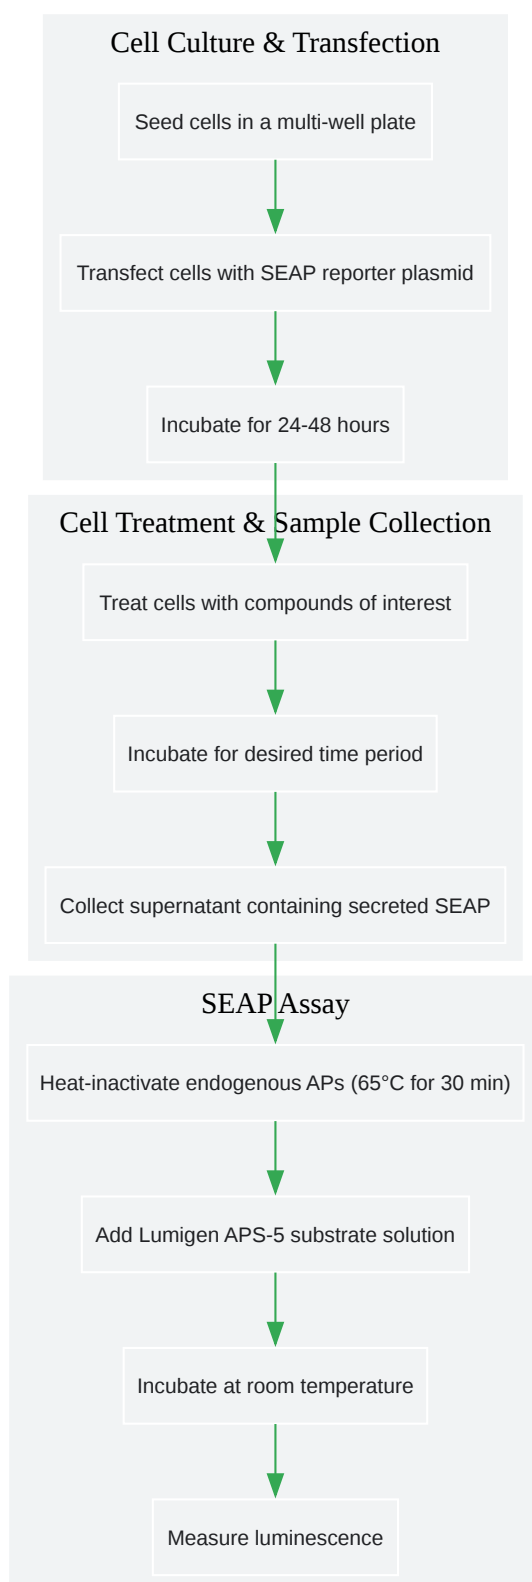 Cell Culture & Transfection
Seed cells in a multi-well plate
Transfect cells with SEAP reporter plasmid
Incubate for 24-48 hours
Cell Treatment & Sample Collection
Treat cells with compounds of interest
Incubate for desired time period
Collect supernatant containing secreted SEAP
SEAP Assay
Heat-inactivate endogenous APs (65°C for 30 min)
Add Lumigen APS-5 substrate solution
Incubate at room temperature
Measure luminescence